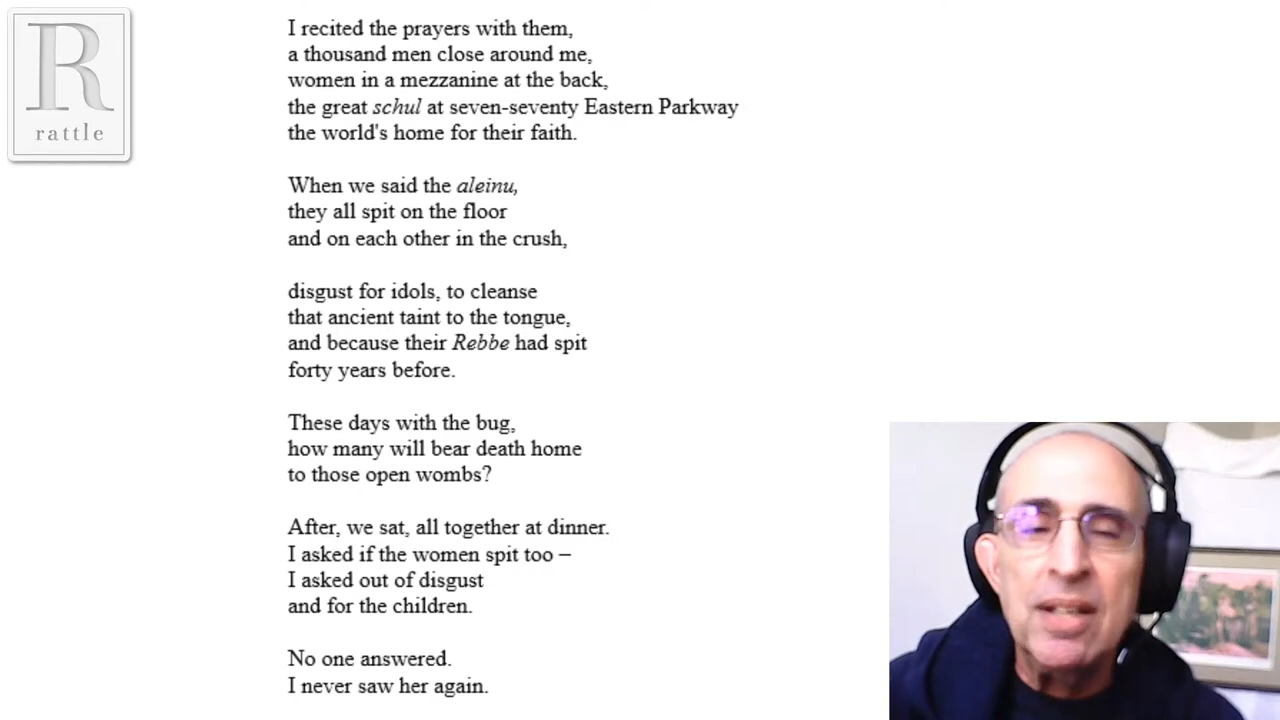 R
rattle
I recited the prayers with them,
a thousand men close around me,
women in a mezzanine at the back,
the great schul at seven-seventy Eastern Parkway
the world's home for their faith.
When we said the aleinu,
they all spit on the floor
and on each other in the crush,
disgust for idols, to cleanse
that ancient taint to the tongue,
and because their Rebbe had spit
forty years before.
These days with the bug,
how many will bear death home
to those open wombs?
After, we sat, all together at dinner.
I asked if the women spit too –
I asked out of disgust
and for the children.
No one answered.
I never saw her again.